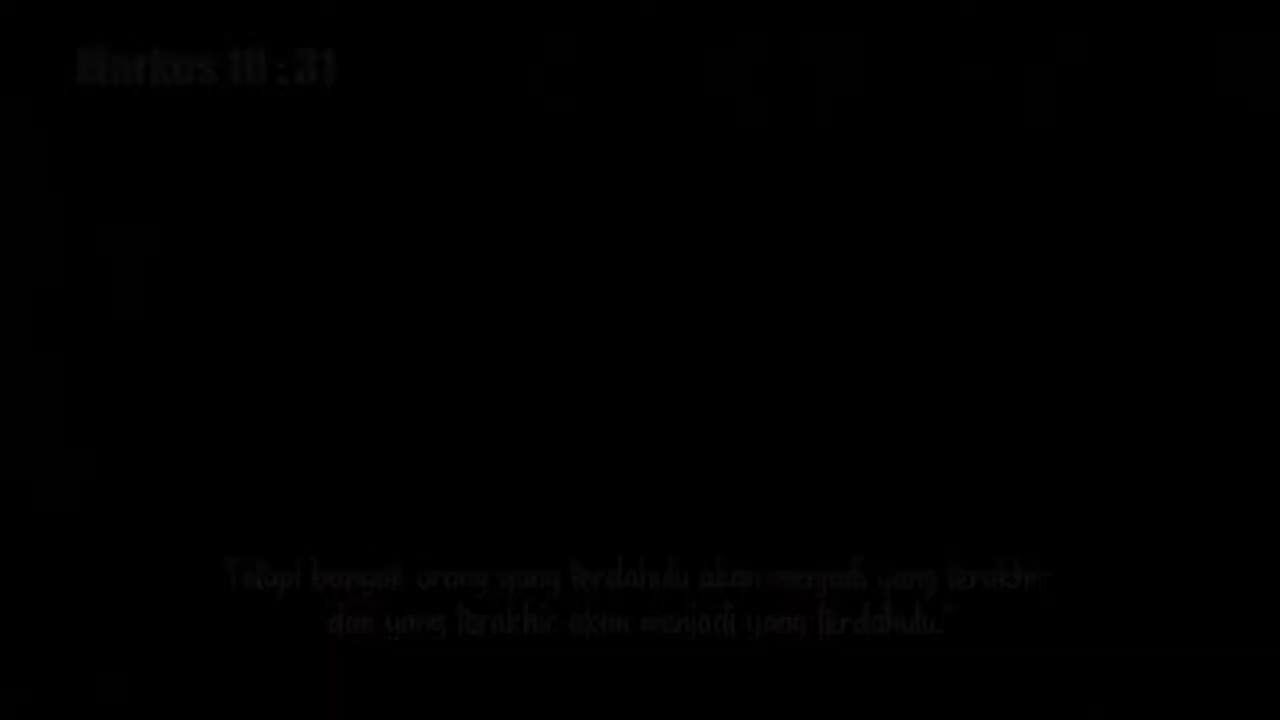 Markus 10 : 31
Tetapi banyak orang yang terdahulu akan menjadi yang terakhir
dan yang terakhir akan menjadi yang terdahulu."